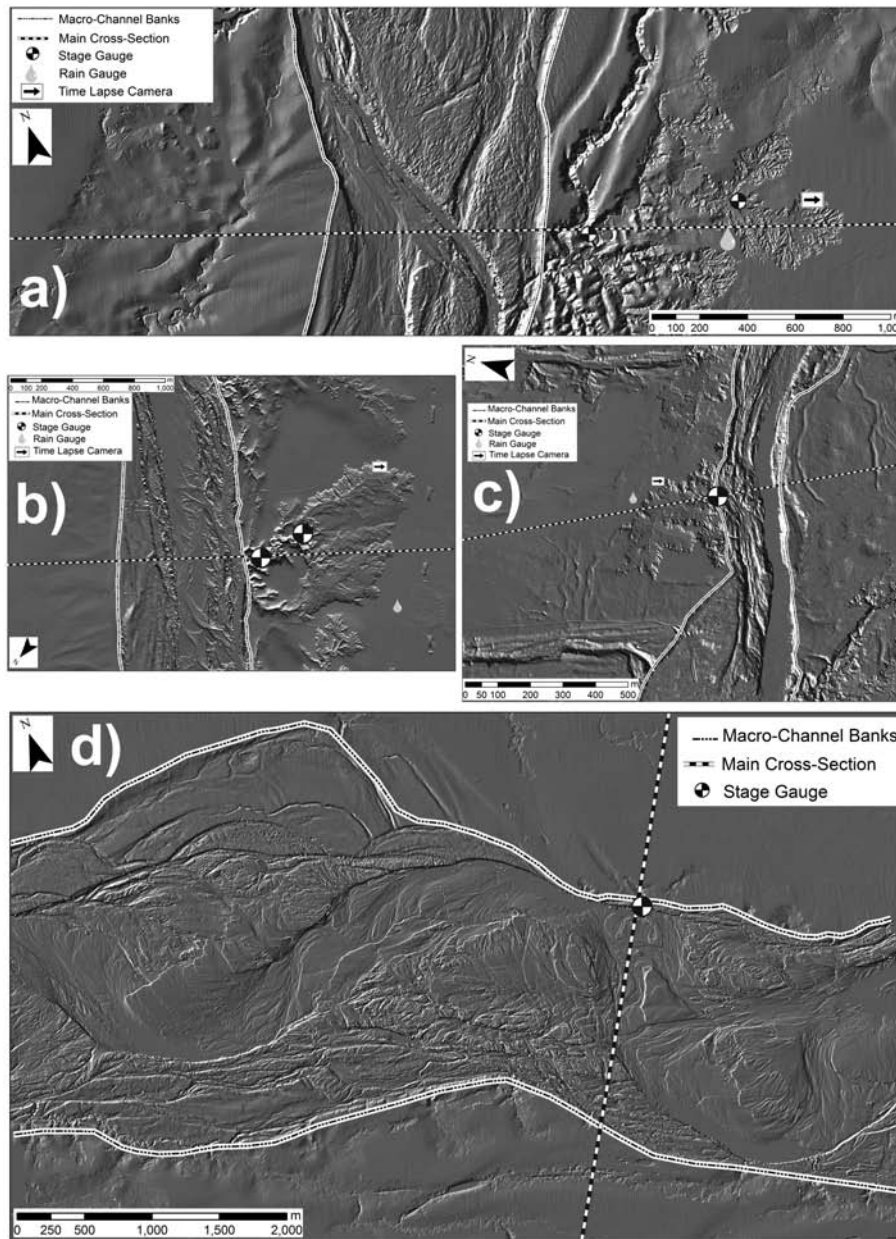 Macro-Channel Banks
Main Cross-Section
Stage Gauge
Rain Gauge
Time Lapse Camera
N
a)
0 100 200 400 600 800 1,000
m
0 100 200 400 600 800 1,000
Macro-Channel Banks
Main Cross-Section
Stage Gauge
Rain Gauge
Time Lapse Camera
b)
N
N
Macro-Channel Banks
Main Cross-Section
Stage Gauge
Rain Gauge
Time Lapse Camera
c)
m
0 50 100 200 300 400 500
N
d)
Macro-Channel Banks
Main Cross-Section
Stage Gauge
m
0 250 500 1,000 1,500 2,000